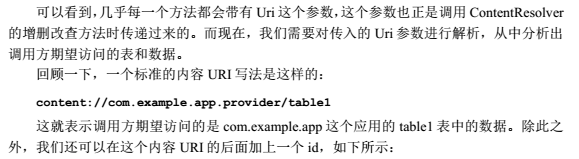 可以看到,几乎每一个方法都会带有 Uri 这个参数,这个参数也正是调用 ContentResolver
的增删改查方法时传递过来的。而现在，我们需要对传入的 Uri 参数进行解析，从中分析出
调用方期望访问的表和数据。
回顾一下，一个标准的内容 URI 写法是这样的：
content://com.example.app.provider/table1
这就表示调用方期望访问的是 com.example.app 这个应用的 table1 表中的数据。除此之
外，我们还可以在这个内容 URI 的后面加上一个 id，如下所示：